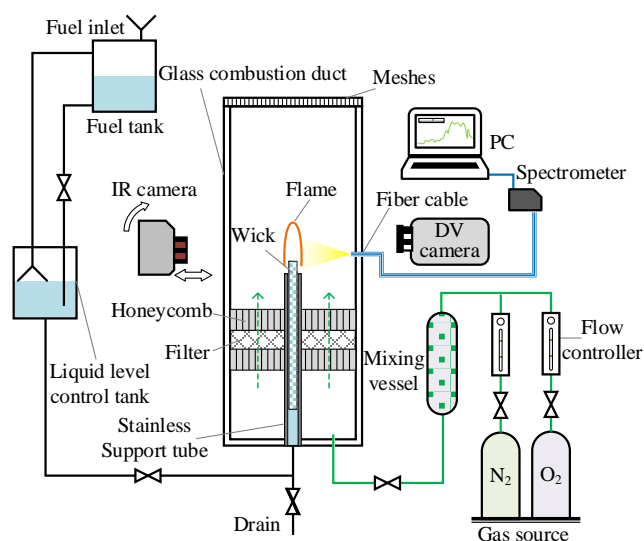 Fuel inlet
Fuel tank
Glass combustion duct
Meshes
PC
Spectrometer
IR camera
Flame
Fiber cable
Wick
DV
camera
Honeycomb
Filter
Liquid level
control tank
Mixing
vessel
Flow
controller
Stainless
Support tube
N2
O2
Drain
Gas source